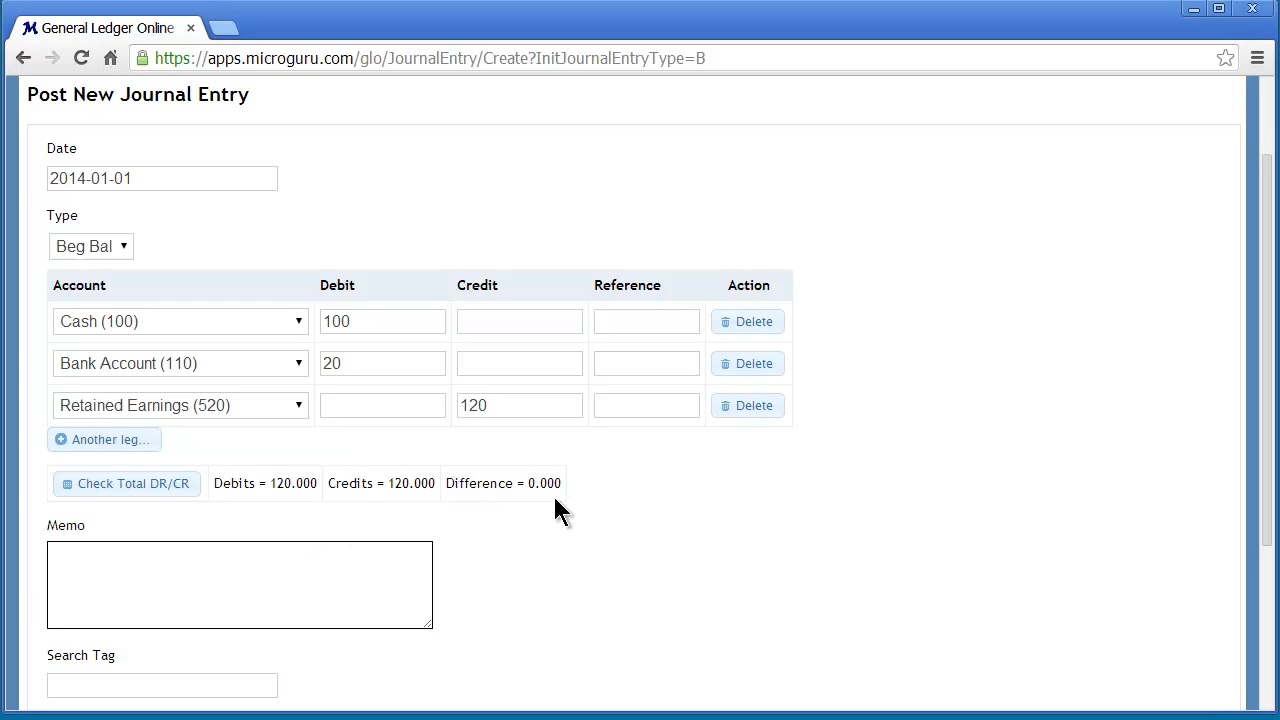 General Ledger Online
https://apps.microguru.com/glo/JournalEntry/Create?InitJournalEntryType=B
Post New Journal Entry
Date
2014-01-01
Type
Beg Bal
Account Debit Credit Reference Action
Cash (100) 100 Delete
Bank Account (110) 20 Delete
Retained Earnings (520) 120 Delete
Another leg...
Check Total DR/CR Debits = 120.000 Credits = 120.000 Difference = 0.000
Memo
Search Tag